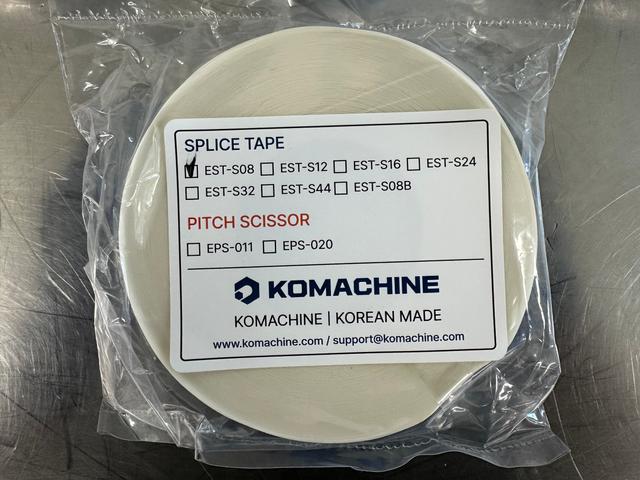 SPLICE TAPE
EST-S08 EST-S12 EST-S16 EST-S24
EST-S32 EST-S44 EST-S08B
PITCH SCISSOR
EPS-011 EPS-020
KOMACHINE
KOMACHINE | KOREAN MADE
www.komachine.com / support@komachine.com